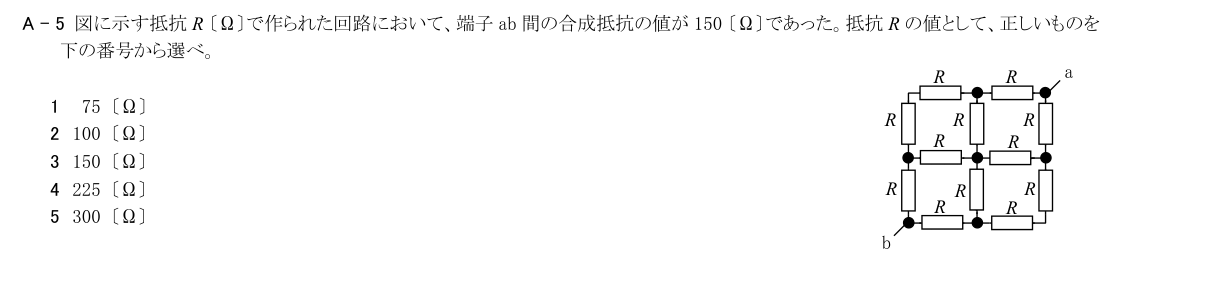 A－5 図に示す抵抗 R〔Ω〕で作られた回路において、端子 ab 間の合成抵抗の値が 150〔Ω〕であった。抵抗 R の値として、正しいものを
下の番号から選べ。
1 75〔Ω〕
2 100〔Ω〕
3 150〔Ω〕
4 225〔Ω〕
5 300〔Ω〕
R R a
R R R
R R
R R R
R R
b